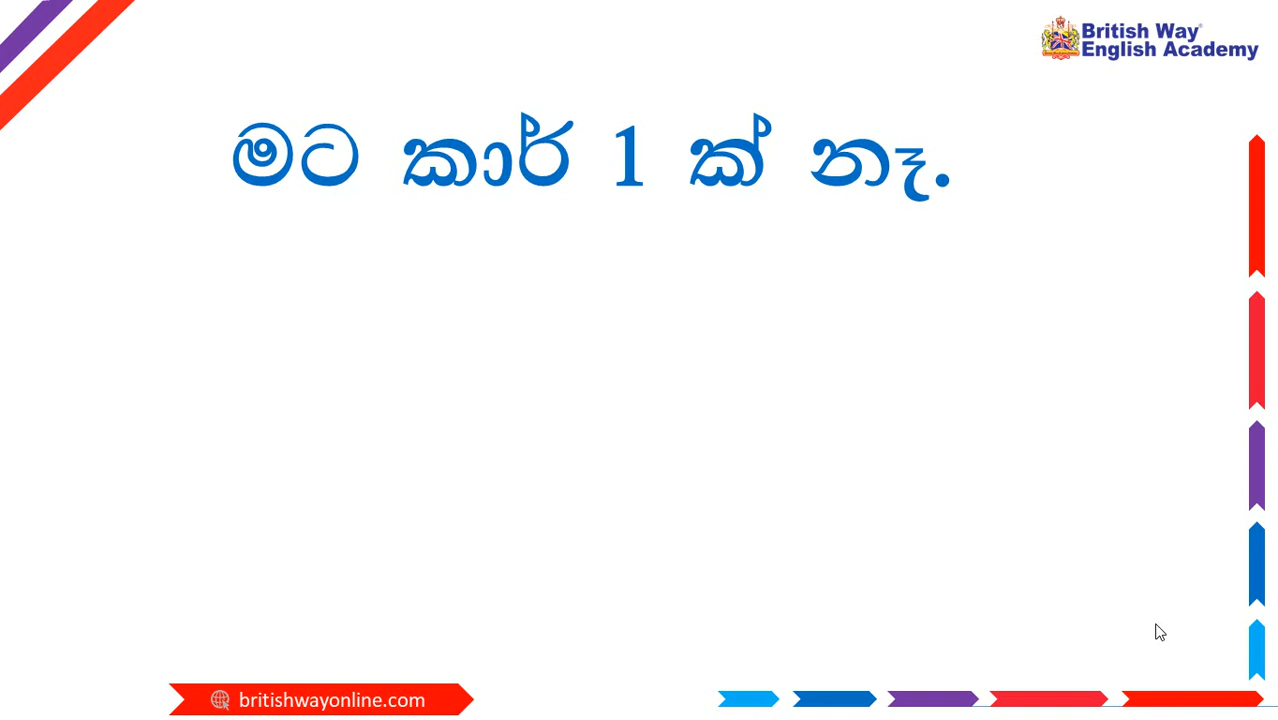 British Way
English Academy
මට කාර් 1 ක් නෑ.
britishwayonline.com